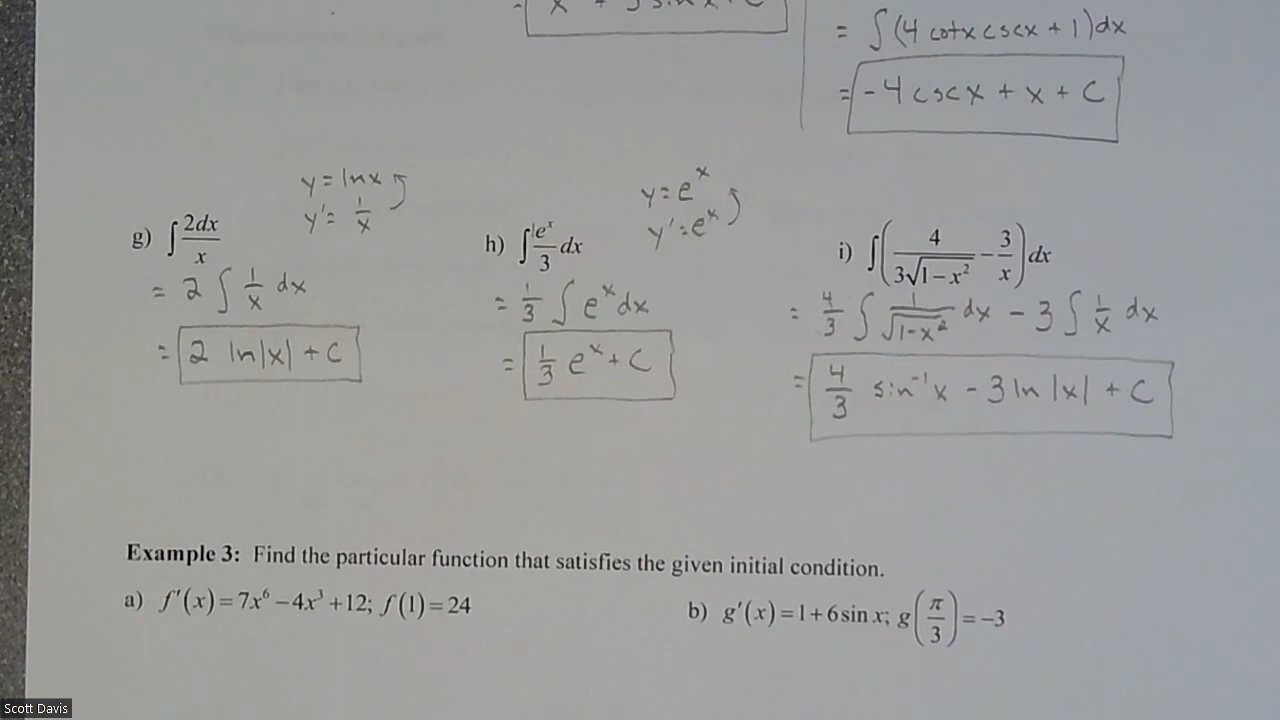 = ∫(4 cotx cscx + 1)dx
= -4 cscx + x + C
y = lnx
y' = 1/x
y = e^x
y' = e^x
g) ∫ 2dx/x
= 2 ∫ 1/x dx
= 2 ln|x| + C
h) ∫ e^x/3 dx
= 1/3 ∫ e^x dx
= 1/3 e^x + C
i) ∫(4/(3√(1-x²)) - 3/x) dx
= 4/3 ∫ 1/√(1-x²) dx - 3 ∫ 1/x dx
= 4/3 sin⁻¹x - 3 ln|x| + C
Example 3: Find the particular function that satisfies the given initial condition.
a) f'(x) = 7x⁶ - 4x³ + 12; f(1) = 24
b) g'(x) = 1 + 6 sin x; g(π/3) = -3
Scott Davis